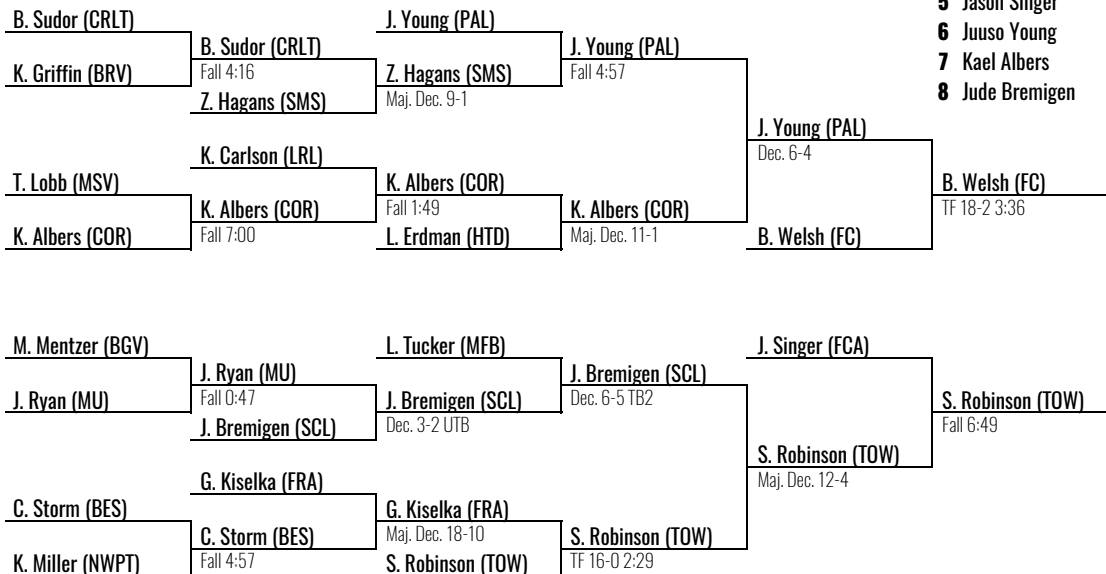 5 Jason Singer
6 Juuso Young
7 Kael Albers
8 Jude Bremigen
B. Sudor (CRLT)
K. Griffin (BRV)
T. Lobb (MSV)
K. Albers (COR)
B. Sudor (CRLT)
Fall 4:16
Z. Hagans (SMS)
K. Carlson (LRL)
K. Albers (COR)
Fall 7:00
J. Young (PAL)
Z. Hagans (SMS)
Maj. Dec. 9-1
K. Albers (COR)
Fall 1:49
L. Erdman (HTD)
J. Young (PAL)
Fall 4:57
K. Albers (COR)
Maj. Dec. 11-1
J. Young (PAL)
Dec. 6-4
B. Welsh (FC)
B. Welsh (FC)
TF 18-2 3:36
M. Mentzer (BGV)
J. Ryan (MU)
C. Storm (BES)
K. Miller (NWPT)
J. Ryan (MU)
Fall 0:47
J. Bremigen (SCL)
G. Kiselka (FRA)
C. Storm (BES)
Fall 4:57
L. Tucker (MFB)
J. Bremigen (SCL)
Dec. 3-2 UTB
G. Kiselka (FRA)
Maj. Dec. 18-10
S. Robinson (TOW)
J. Bremigen (SCL)
Dec. 6-5 TB2
S. Robinson (TOW)
TF 16-0 2:29
J. Singer (FCA)
S. Robinson (TOW)
Maj. Dec. 12-4
S. Robinson (TOW)
Fall 6:49